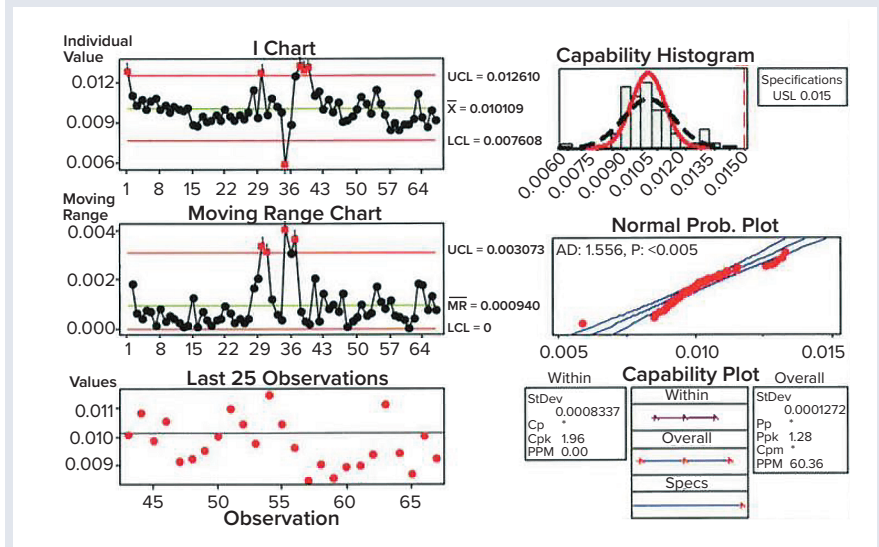 Individual
Value
I Chart
0.012
0.009
0.006
UCL = 0.012610
X = 0.010109
LCL = 0.007608
1 8 15 22 29 36 43 50 57 64
Moving
Range
Moving Range Chart
0.004
0.002
0.000
UCL = 0.003073
MR = 0.000940
LCL = 0
1 8 15 22 29 36 43 50 57 64
Values
Last 25 Observations
0.011
0.010
0.009
45 50 55 60 65
Observation
Capability Histogram
Specifications
USL 0.015
0.0060 0.0075 0.0090 0.0105 0.0120 0.0135 0.0150
Normal Prob. Plot
AD: 1.556, P: <0.005
0.005 0.010 0.015
Capability Plot
Within
StDev
0.0008337
Cp *
Cpk 1.96
PPM 0.00
Within
Overall
Specs
Overall
StDev
0.0001272
Pp *
Ppk 1.28
Cpm *
PPM 60.36